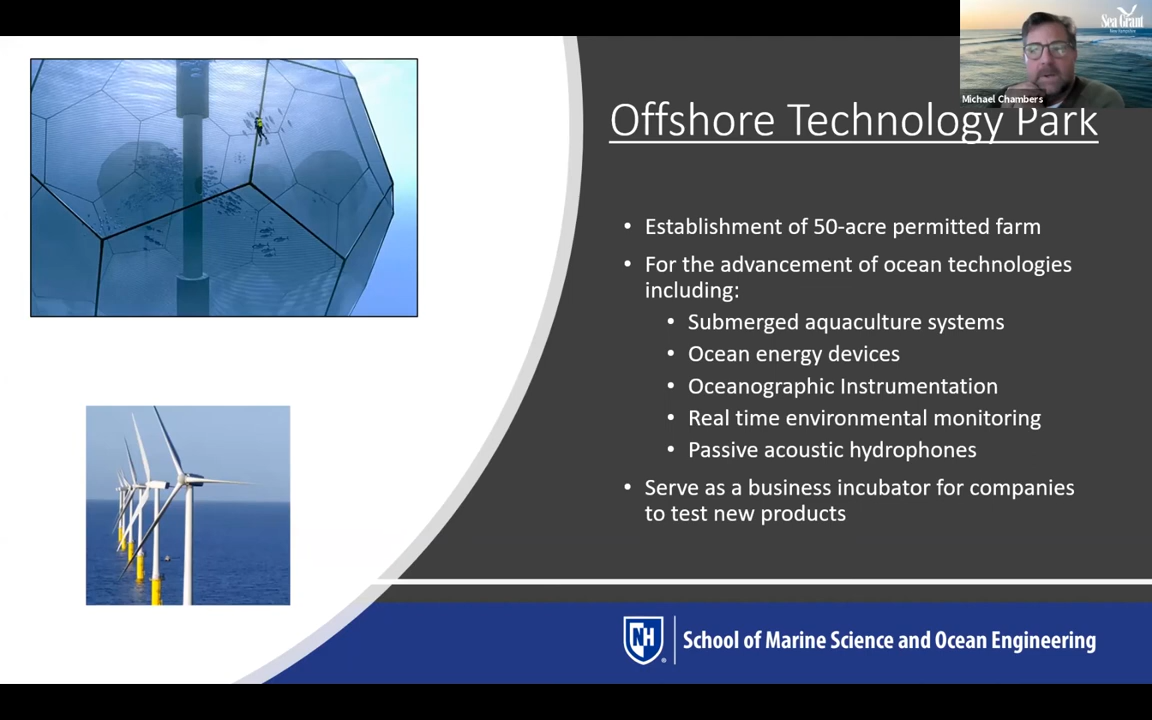 Sea Grant
New Hampshire
Michael Chambers
Offshore Technology Park
• Establishment of 50-acre permitted farm
• For the advancement of ocean technologies
including:
• Submerged aquaculture systems
• Ocean energy devices
• Oceanographic Instrumentation
• Real time environmental monitoring
• Passive acoustic hydrophones
• Serve as a business incubator for companies
to test new products
NH
School of Marine Science and Ocean Engineering